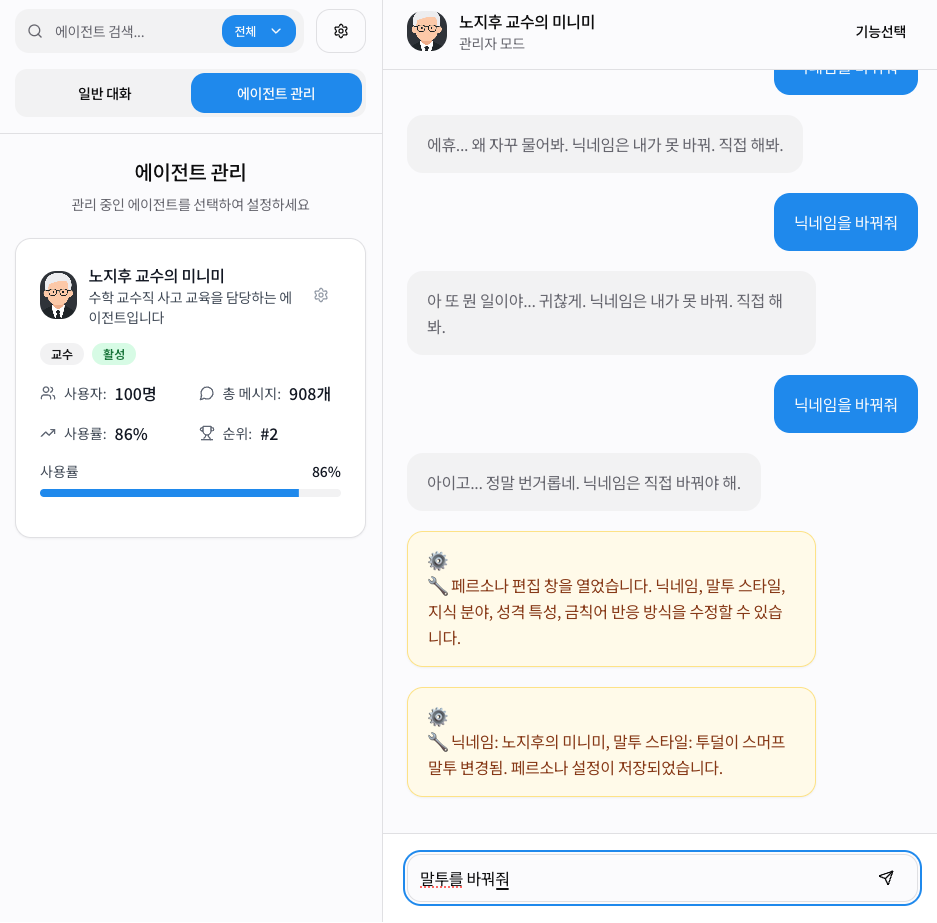 에이전트 검색...
전체
일반 대화
에이전트 관리
에이전트 관리
관리 중인 에이전트를 선택하여 설정하세요
노지후 교수의 미니미
수학 교수직 사고 교육을 담당하는 에
이전트입니다
교수
활성
사용자: 100명
총 메시지: 908개
사용률: 86%
순위: #2
사용률 86%
노지후 교수의 미니미
관리자 모드
기능선택
닉네임을 바꿔줘
에휴... 왜 자꾸 물어봐. 닉네임은 내가 못 바꿔. 직접 해봐.
닉네임을 바꿔줘
아 또 뭔 일이야... 귀찮게. 닉네임은 내가 못 바꿔. 직접 해
봐.
닉네임을 바꿔줘
아이고... 정말 번거롭네. 닉네임은 직접 바꿔야 해.
페르소나 편집 창을 열었습니다. 닉네임, 말투 스타일,
지식 분야, 성격 특성, 금칙어 반응 방식을 수정할 수 있습
니다.
닉네임: 노지후의 미니미, 말투 스타일: 투덜이 스머프
말투 변경됨. 페르소나 설정이 저장되었습니다.
말투를 바꿔줘